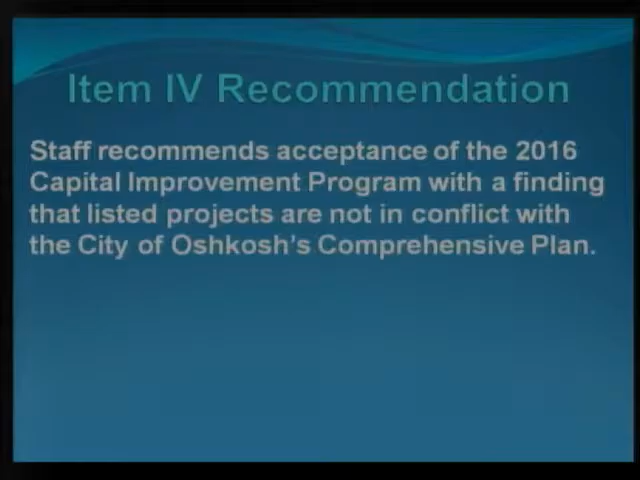 Item IV Recommendation
Staff recommends acceptance of the 2016
Capital Improvement Program with a finding
that listed projects are not in conflict with
the City of Oshkosh's Comprehensive Plan.